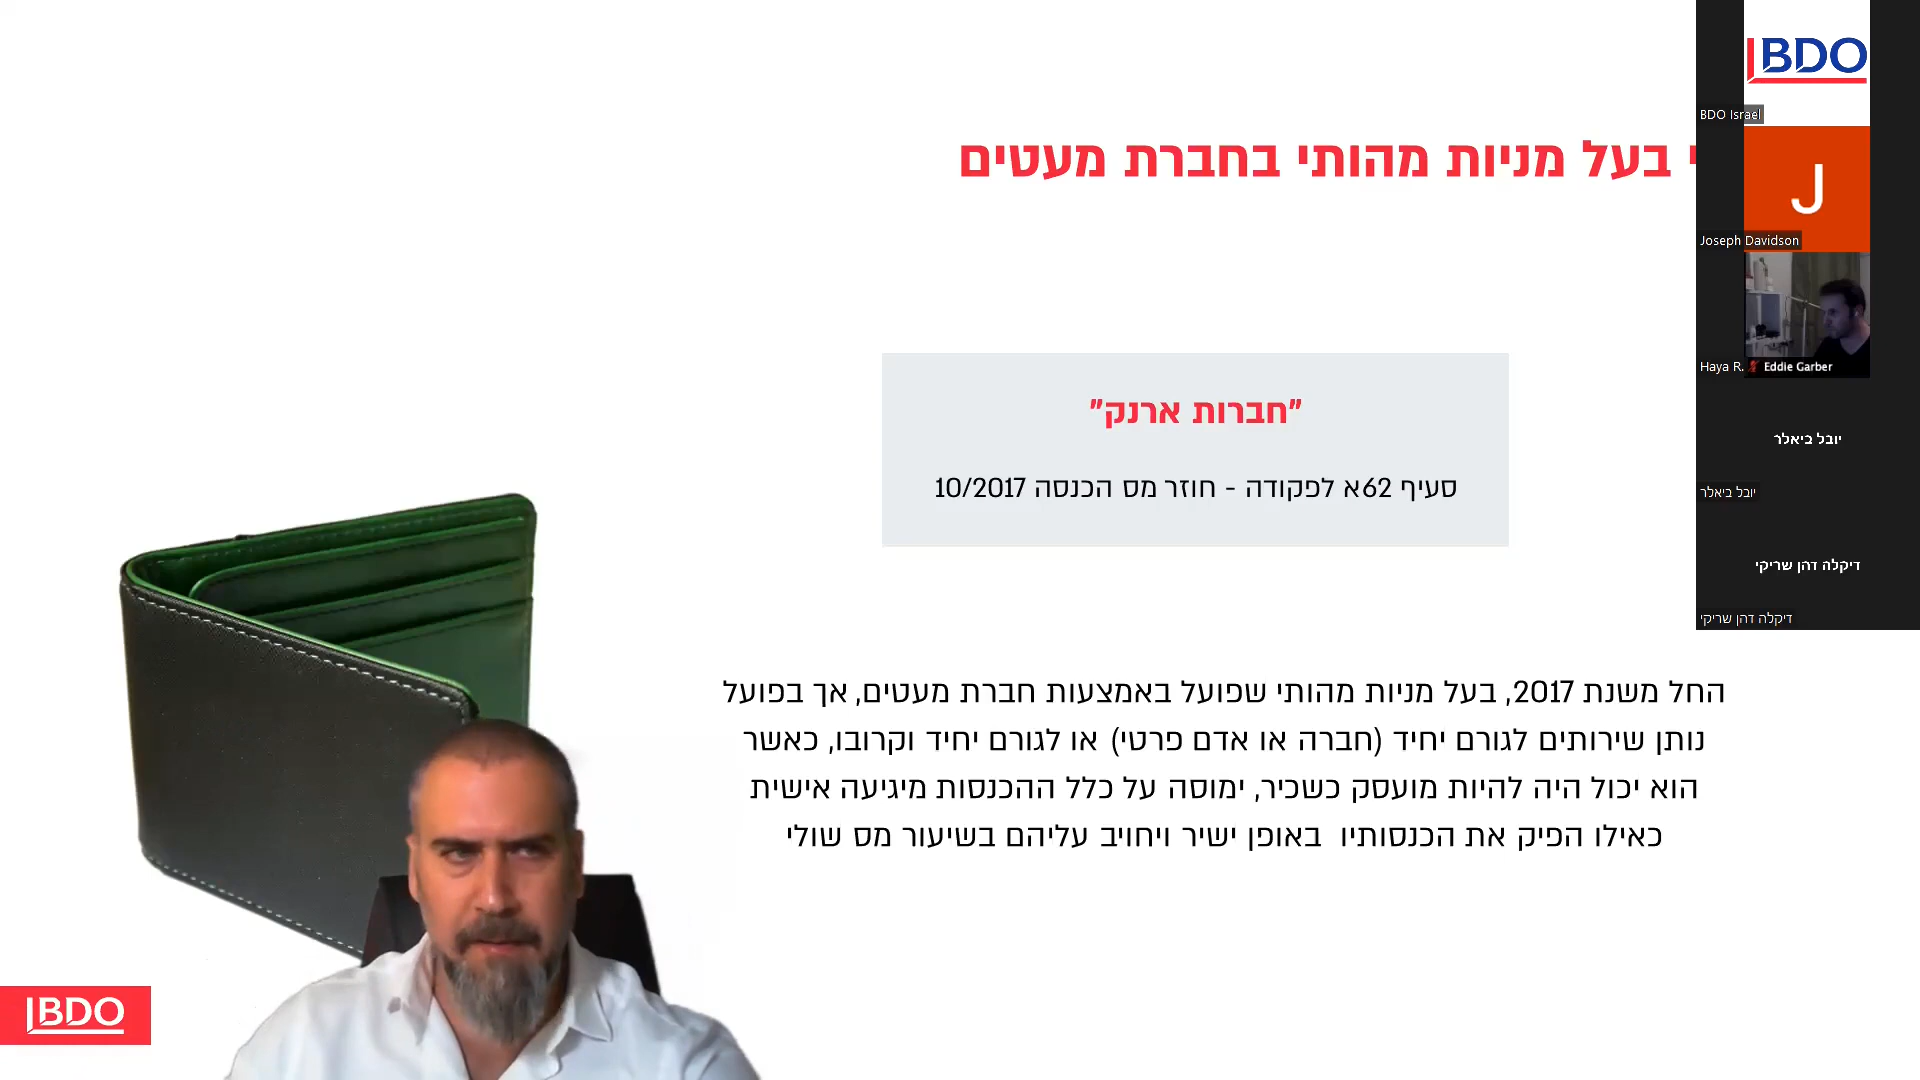 בעל מניות מהותי בחברת מעטים
"חברות ארנק"
סעיף 62א לפקודה - חוזר מס הכנסה 10/2017
החל משנת 2017, בעל מניות מהותי שפועל באמצעות חברת מעטים, אך בפועל
נותן שירותים לגורם יחיד (חברה או אדם פרטי) או לגורם יחיד וקרובו, כאשר
הוא יכול היה להיות מועסק כשכיר, ימוסה על כלל ההכנסות מיגיעה אישית
כאילו הפיק את הכנסותיו באופן ישיר ויחויב עליהם בשיעור מס שולי
BDO
BDO
BDO Israel
J
Joseph Davidson
Haya R.
Eddie Garber
יובל ביאלר
יובל ביאלר
דיקלה דהן שריקי
דיקלה דהן שריקי